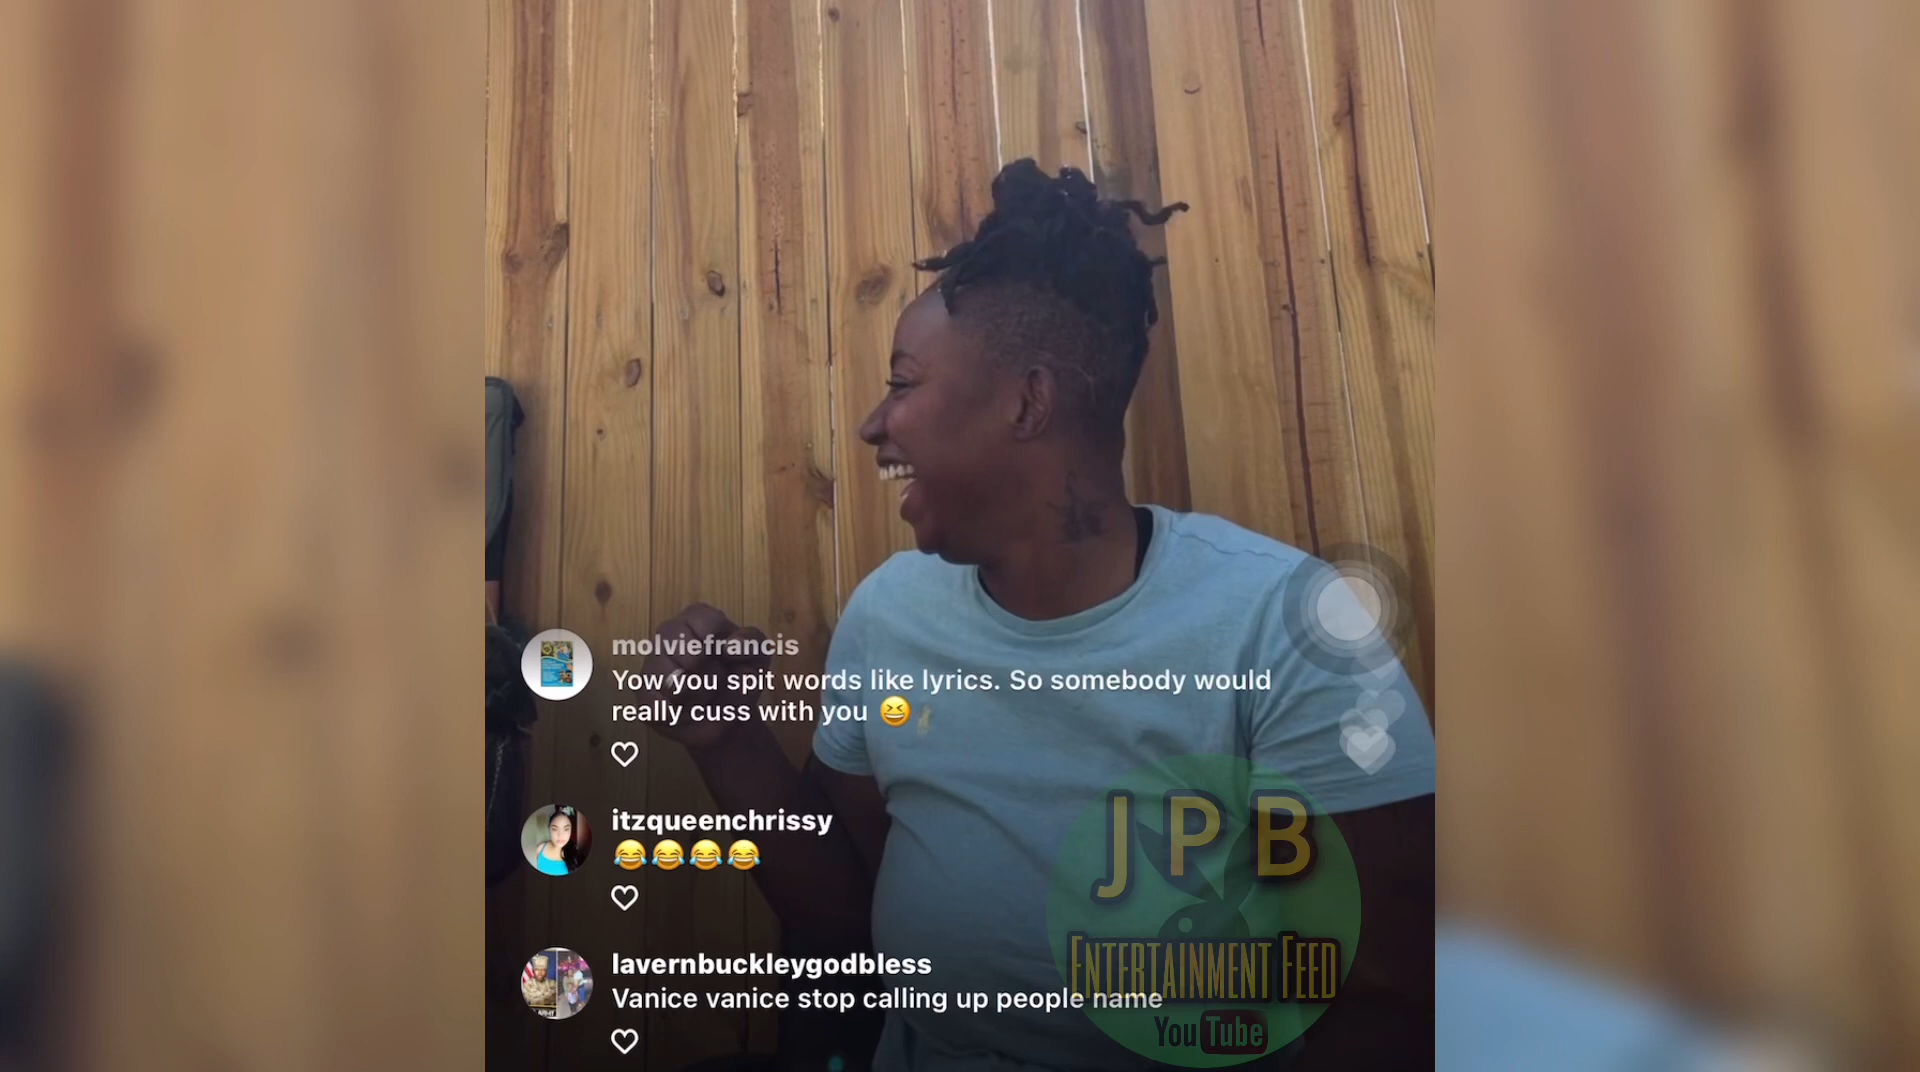 molviefrancis
Yow you spit words like lyrics. So somebody would
really cuss with you 😆
itzqueenchrissy
😂😂😂😂
lavernbuckleygodbless
Vanice vanice stop calling up people name
JPB
ENTERTAINMENT FEED
YouTube